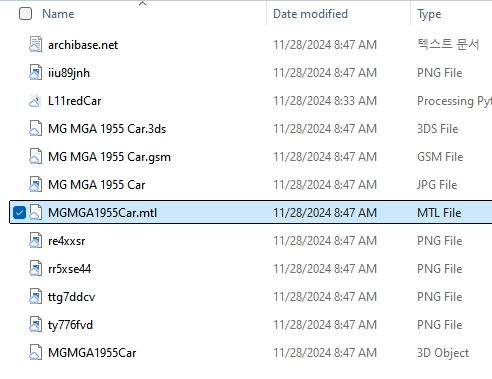 Name Date modified Type
archibase.net 11/28/2024 8:47 AM 텍스트 문서
iiu89jnh 11/28/2024 8:47 AM PNG File
L11redCar 11/28/2024 8:33 AM Processing Pyt
MG MGA 1955 Car.3ds 11/28/2024 8:47 AM 3DS File
MG MGA 1955 Car.gsm 11/28/2024 8:47 AM GSM File
MG MGA 1955 Car 11/28/2024 8:47 AM JPG File
MGMGA1955Car.mtl 11/28/2024 8:47 AM MTL File
re4xxsr 11/28/2024 8:47 AM PNG File
rr5xse44 11/28/2024 8:47 AM PNG File
ttg7ddcv 11/28/2024 8:47 AM PNG File
ty776fvd 11/28/2024 8:47 AM PNG File
MGMGA1955Car 11/28/2024 8:47 AM 3D Object